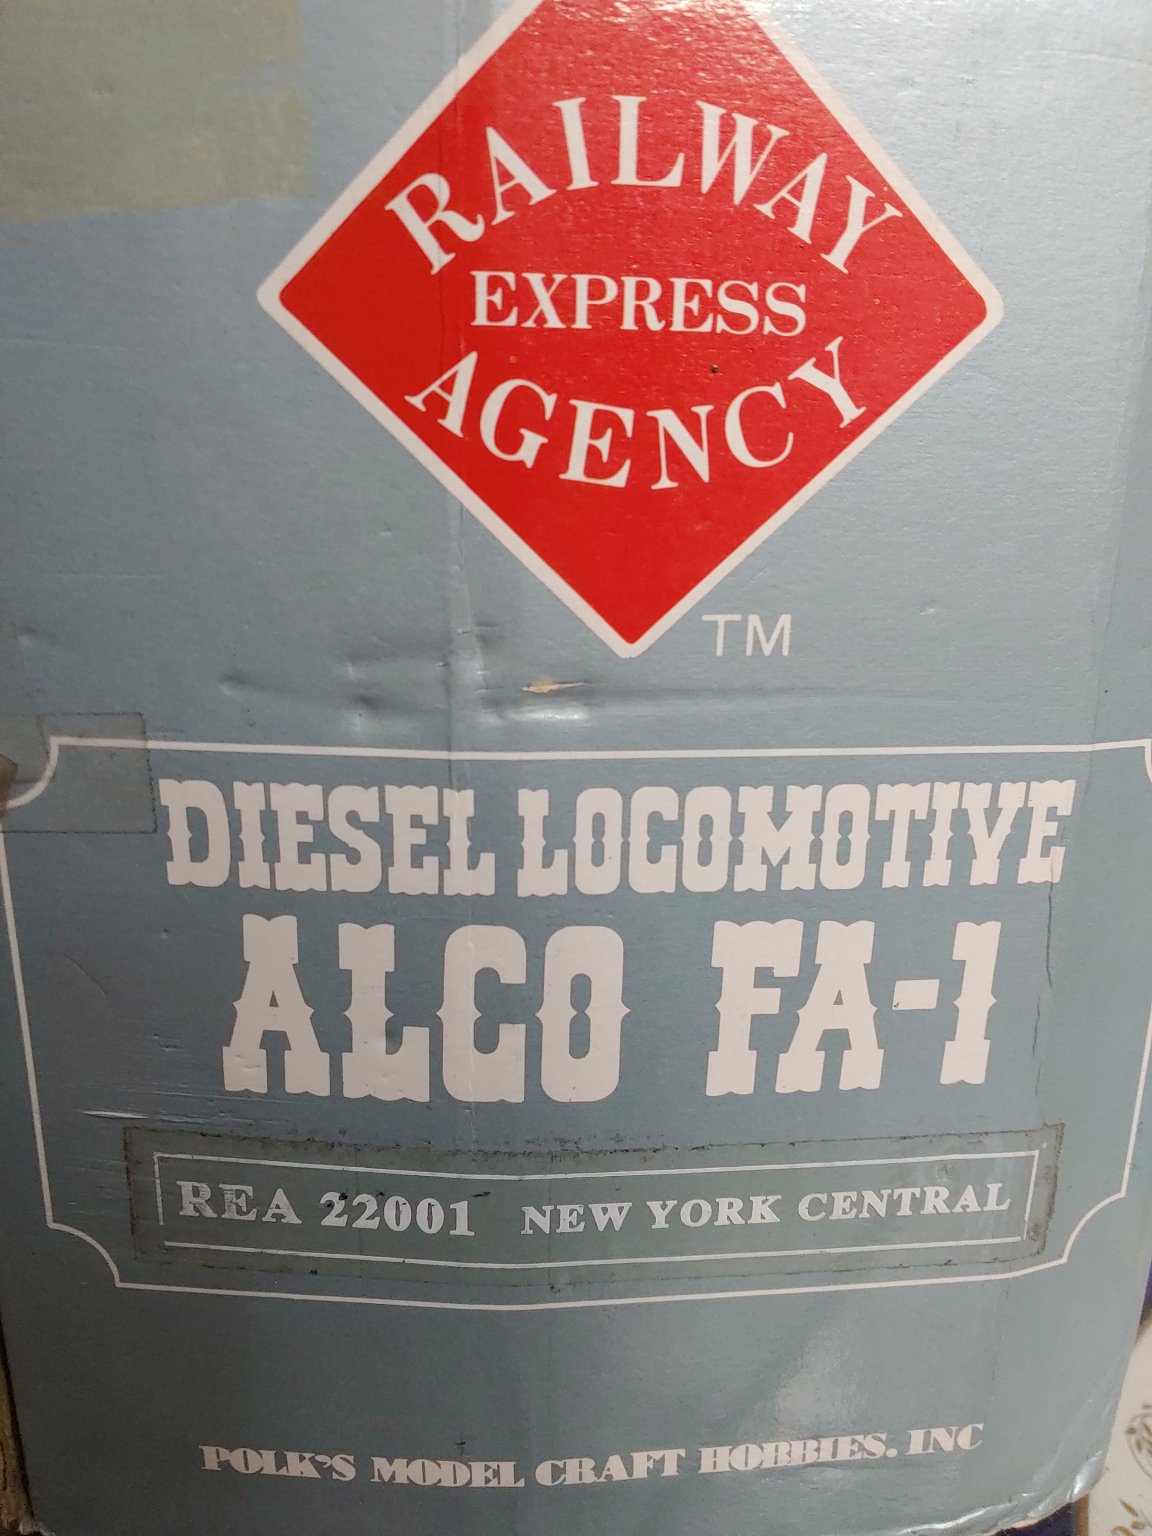 RAILWAY
EXPRESS
AGENCY
TM
DIESEL LOCOMOTIVE
ALCO FA-1
REA 22001 NEW YORK CENTRAL
POLK'S MODEL CRAFT HOBBIES. INC